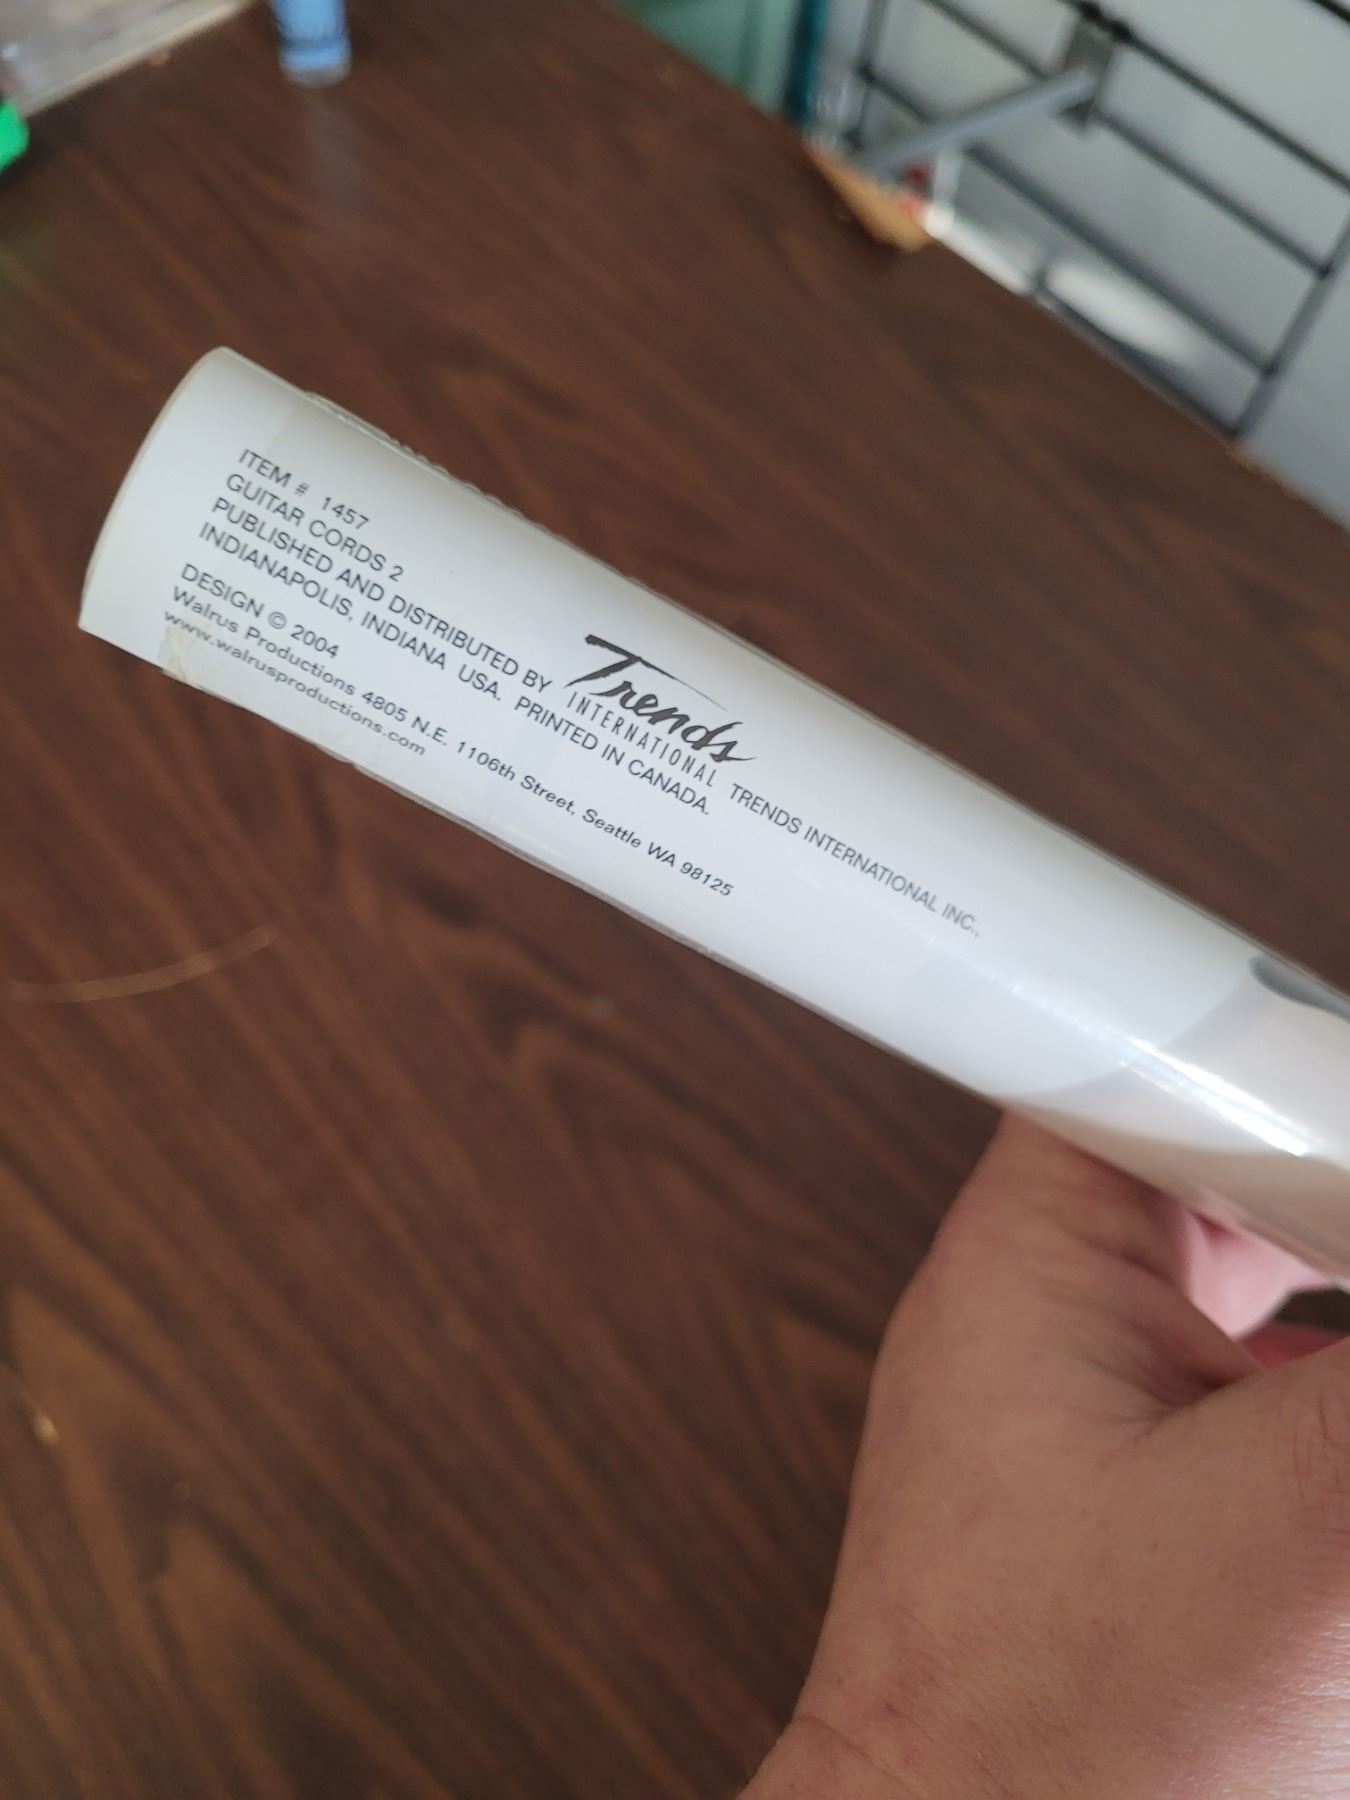 ITEM # 1457
GUITAR CORDS 2
PUBLISHED AND DISTRIBUTED BY Trends INTERNATIONAL TRENDS INTERNATIONAL INC.,
INDIANAPOLIS, INDIANA USA. PRINTED IN CANADA.
DESIGN © 2004
Walrus Productions 4805 N.E. 1106th Street, Seattle WA 98125
www.walrusproductions.com